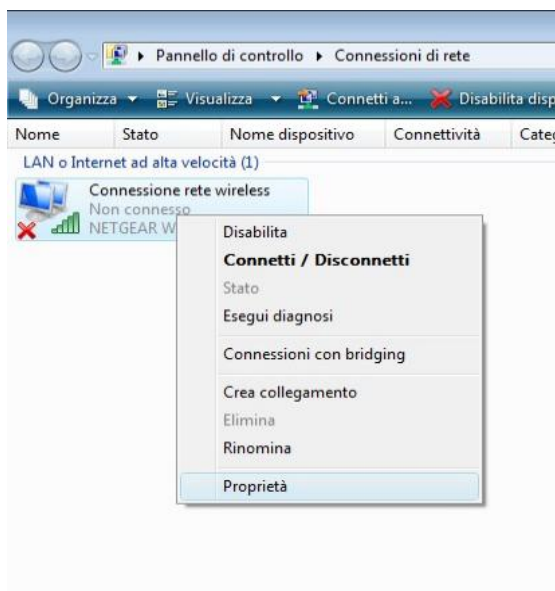 Pannello di controllo Connessioni di rete
Organizza Visualizza Connetti a... Disabilita disp
Nome Stato Nome dispositivo Connettività Categ
LAN o Internet ad alta velocità (1)
Connessione rete wireless
Non connesso
NETGEAR W
Disabilita
Connetti / Disconnetti
Stato
Esegui diagnosi
Connessioni con bridging
Crea collegamento
Elimina
Rinomina
Proprietà